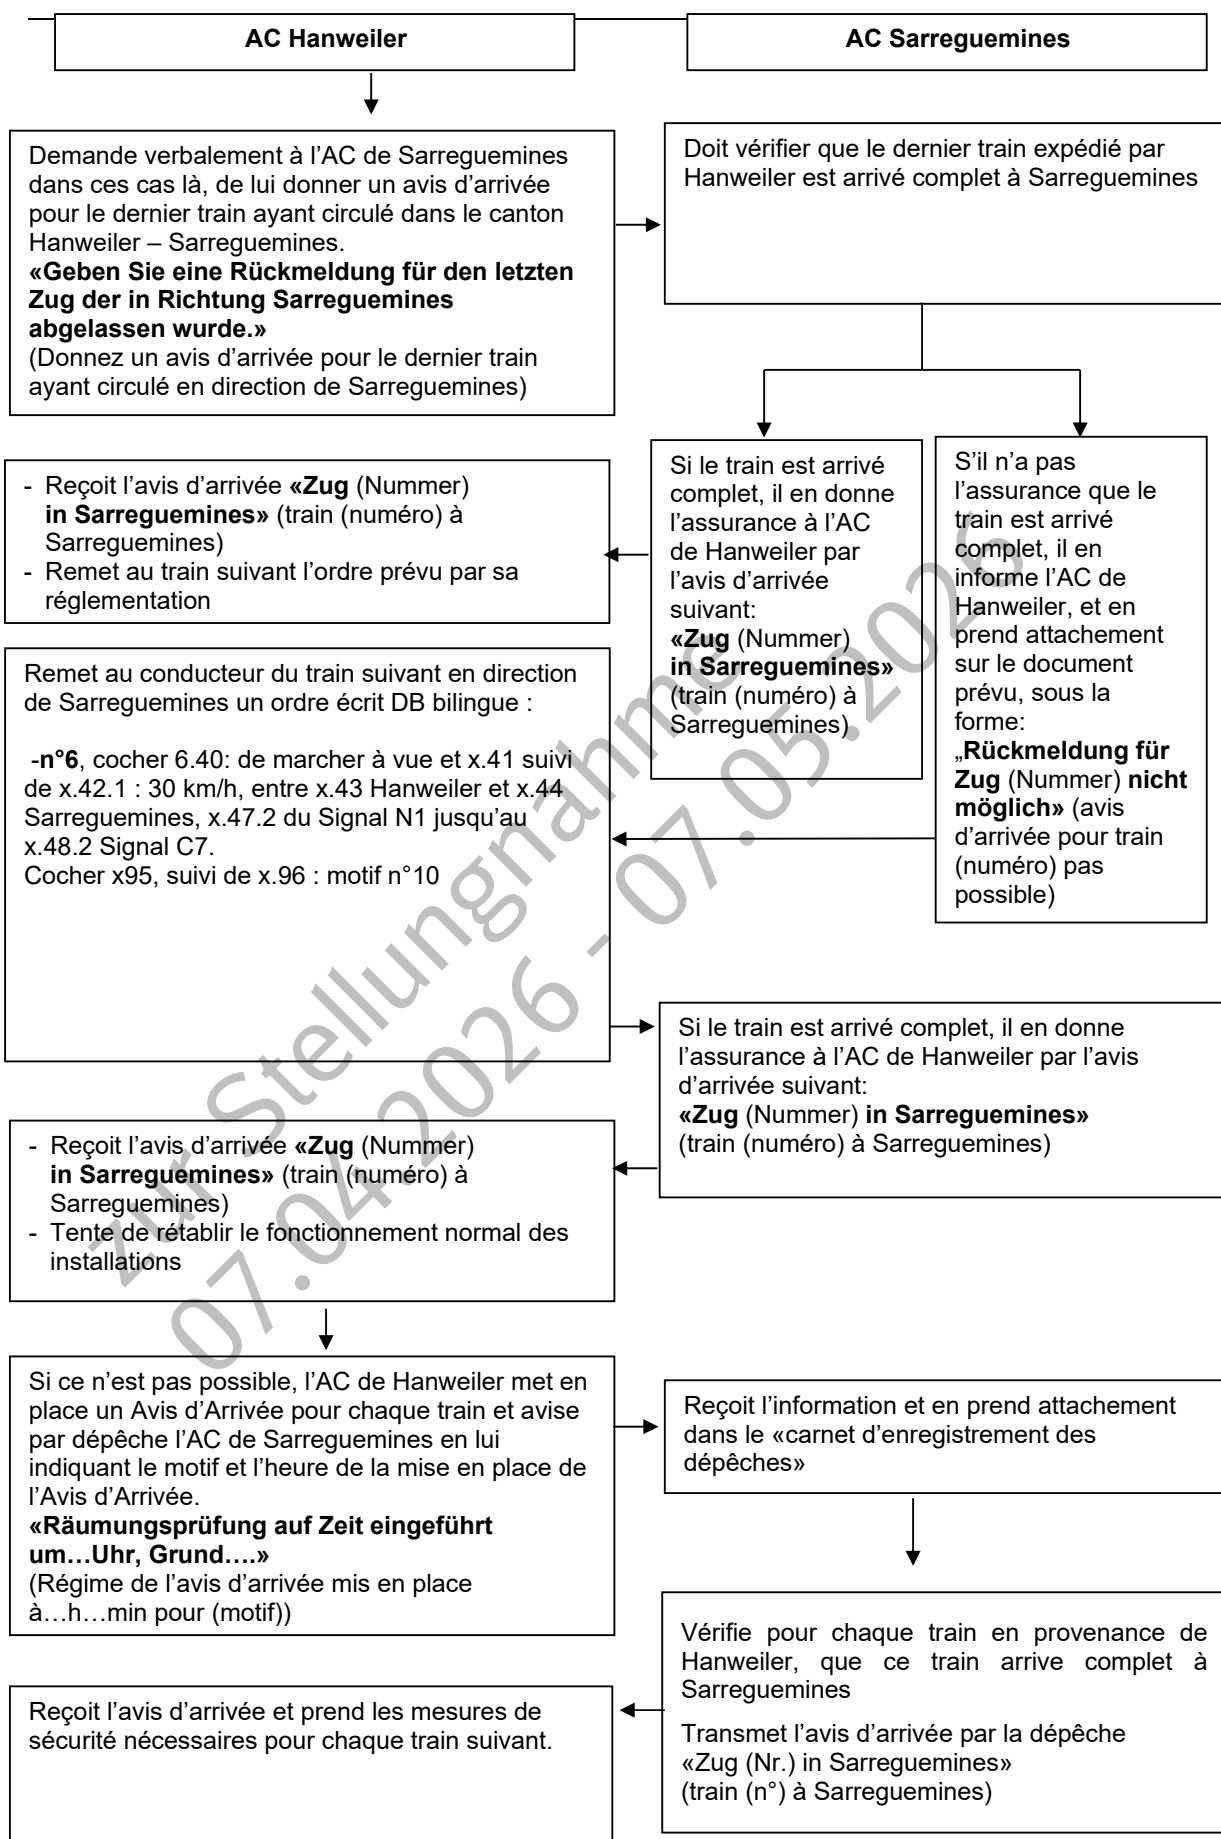 AC Hanweiler
AC Sarreguemines
Demande verbalement à l’AC de Sarreguemines
dans ces cas là, de lui donner un avis d’arrivée
pour le dernier train ayant circulé dans le canton
Hanweiler – Sarreguemines.
«Geben Sie eine Rückmeldung für den letzten
Zug der in Richtung Sarreguemines
abgelassen wurde.»
(Donnez un avis d’arrivée pour le dernier train
ayant circulé en direction de Sarreguemines)
Doit vérifier que le dernier train expédié par
Hanweiler est arrivé complet à Sarreguemines
Si le train est arrivé
complet, il en donne
l’assurance à l’AC
de Hanweiler par
l’avis d’arrivée
suivant:
«Zug (Nummer)
in Sarreguemines»
(train (numéro) à
Sarreguemines)
S’il n’a pas
l’assurance que le
train est arrivé
complet, il en
informe l’AC de
Hanweiler, et en
prend attachement
sur le document
prévu, sous la
forme:
„Rückmeldung für
Zug (Nummer) nicht
möglich» (avis
d’arrivée pour train
(numéro) pas
possible)
- Reçoit l’avis d’arrivée «Zug (Nummer)
in Sarreguemines» (train (numéro) à
Sarreguemines)
- Remet au train suivant l’ordre prévu par sa
réglementation
Remet au conducteur du train suivant en direction
de Sarreguemines un ordre écrit DB bilingue :
-n°6, cocher 6.40: de marcher à vue et x.41 suivi
de x.42.1 : 30 km/h, entre x.43 Hanweiler et x.44
Sarreguemines, x.47.2 du Signal N1 jusqu’au
x.48.2 Signal C7.
Cocher x95, suivi de x.96 : motif n°10
Si le train est arrivé complet, il en donne
l’assurance à l’AC de Hanweiler par l’avis
d’arrivée suivant:
«Zug (Nummer) in Sarreguemines»
(train (numéro) à Sarreguemines)
- Reçoit l’avis d’arrivée «Zug (Nummer)
in Sarreguemines» (train (numéro) à
Sarreguemines)
- Tente de rétablir le fonctionnement normal des
installations
Si ce n’est pas possible, l’AC de Hanweiler met en
place un Avis d’Arrivée pour chaque train et avise
par dépêche l’AC de Sarreguemines en lui
indiquant le motif et l’heure de la mise en place de
l’Avis d’Arrivée.
«Räumungsprüfung auf Zeit eingeführt
um…Uhr, Grund….»
(Régime de l’avis d’arrivée mis en place
à…h…min pour (motif))
Reçoit l’information et en prend attachement
dans le «carnet d’enregistrement des
dépêches»
Vérifie pour chaque train en provenance de
Hanweiler, que ce train arrive complet à
Sarreguemines
Transmet l’avis d’arrivée par la dépêche
«Zug (Nr.) in Sarreguemines»
(train (n°) à Sarreguemines)
Reçoit l’avis d’arrivée et prend les mesures de
sécurité nécessaires pour chaque train suivant.
zur Stellungnahme
07.04.2026 - 07.05.2026